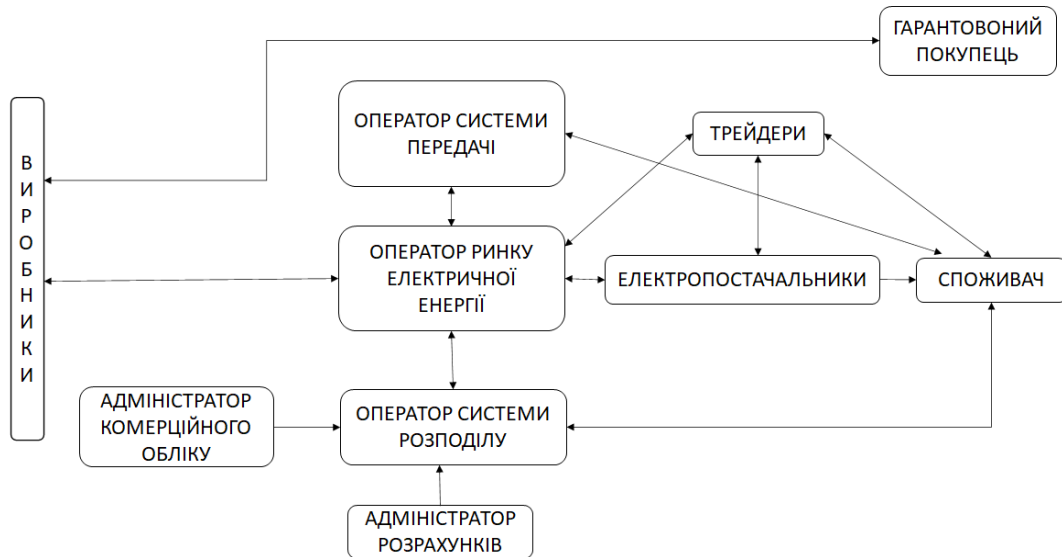 ГАРАНТОВОНИЙ
ПОКУПЕЦЬ
ОПЕРАТОР СИСТЕМИ
ПЕРЕДАЧІ
ТРЕЙДЕРИ
В
И
Р
О
Б
Н
И
К
И
ОПЕРАТОР РИНКУ
ЕЛЕКТРИЧНОЇ
ЕНЕРГІЇ
ЕЛЕКТРОПОСТАЧАЛЬНИКИ
СПОЖИВАЧ
АДМІНІСТРАТОР
КОМЕРЦІЙНОГО
ОБЛІКУ
ОПЕРАТОР СИСТЕМИ
РОЗПОДІЛУ
АДМІНІСТРАТОР
РОЗРАХУНКІВ